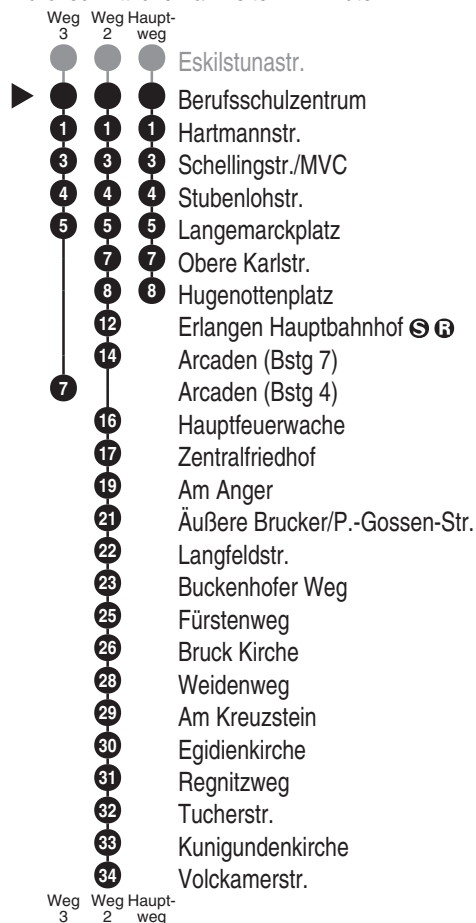 Weg Weg Haupt-
3 2 weg
Eskilstunastr.
Berufsschulzentrum
1 1 1 Hartmannstr.
3 3 3 Schellingstr./MVC
4 4 4 Stubenlohstr.
5 5 5 Langemarckplatz
7 7 Obere Karlstr.
8 8 Hugenottenplatz
12 Erlangen Hauptbahnhof S R
14 Arcaden (Bstg 7)
7 Arcaden (Bstg 4)
16 Hauptfeuerwache
17 Zentralfriedhof
19 Am Anger
21 Äußere Brucker/P.-Gossen-Str.
22 Langfeldstr.
23 Buckenhofer Weg
25 Fürstenweg
26 Bruck Kirche
28 Weidenweg
29 Am Kreuzstein
30 Egidienkirche
31 Regnitzweg
32 Tucherstr.
33 Kunigundenkirche
34 Volckamerstr.
Weg Weg Haupt-
3 2 weg